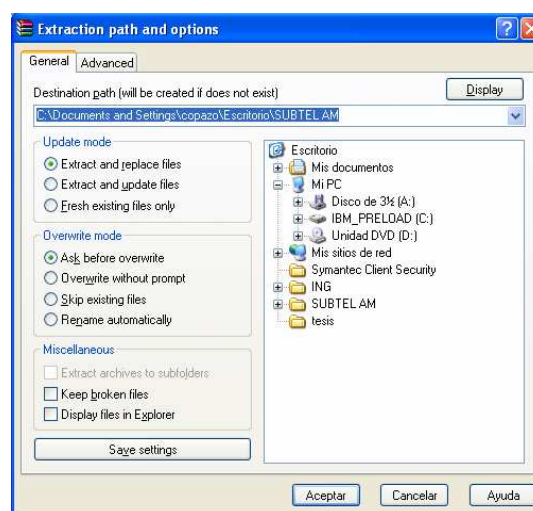 Extraction path and options
General
Advanced
Destination path (will be created if does not exist)
Display
C:\Documents and Settings\copazo\Escritorio\SUBTEL AM
Update mode
Extract and replace files
Extract and update files
Fresh existing files only
Overwrite mode
Ask before overwrite
Overwrite without prompt
Skip existing files
Rename automatically
Miscellaneous
Extract archives to subfolders
Keep broken files
Display files in Explorer
Save settings
Escritorio
Mis documentos
Mi PC
Disco de 3½ (A:)
IBM_PRELOAD (C:)
Unidad DVD (D:)
Mis sitios de red
Symantec Client Security
ING
SUBTEL AM
tesis
Aceptar
Cancelar
Ayuda